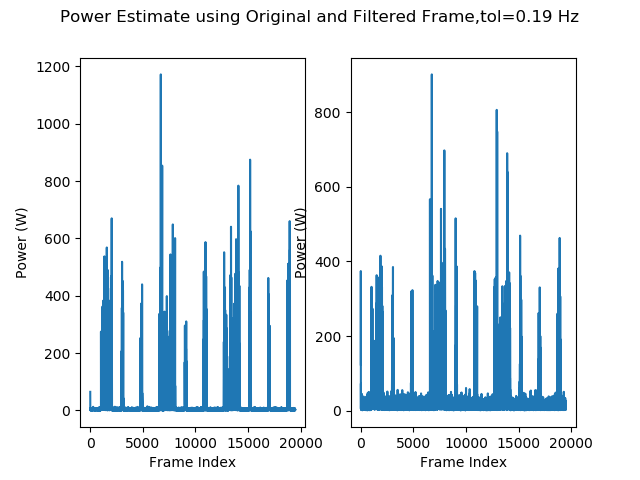 Power Estimate using Original and Filtered Frame,tol=0.19 Hz
Power (W)
1200
1000
800
600
400
200
0
0 5000 10000 15000 20000
Frame Index
Power (W)
800
600
400
200
0
0 5000 10000 15000 20000
Frame Index